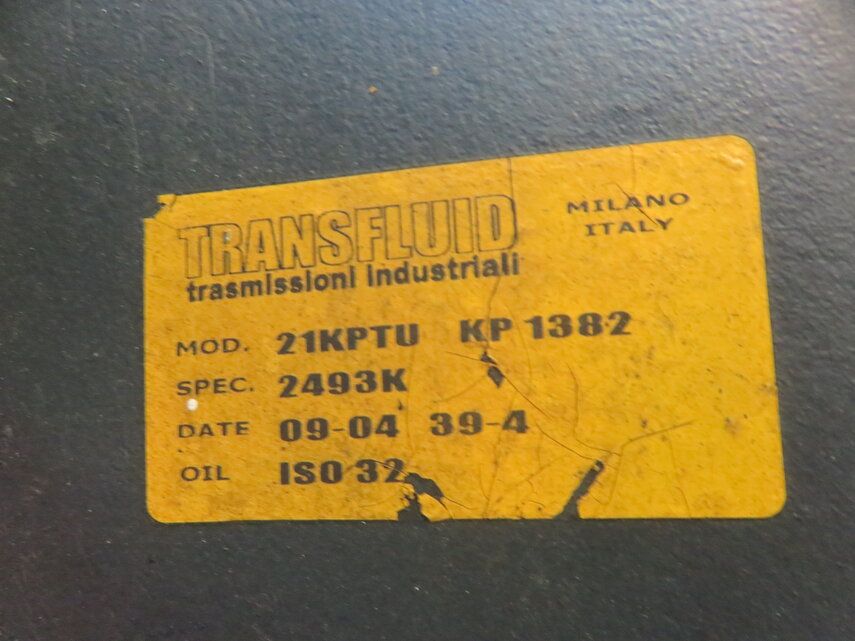 TRANSFLUID
trasmissioni industriali
MILANO
ITALY
MOD. 21KPTU KP 1382
SPEC. 2493K
DATE 09-04 39-4
OIL ISO 32